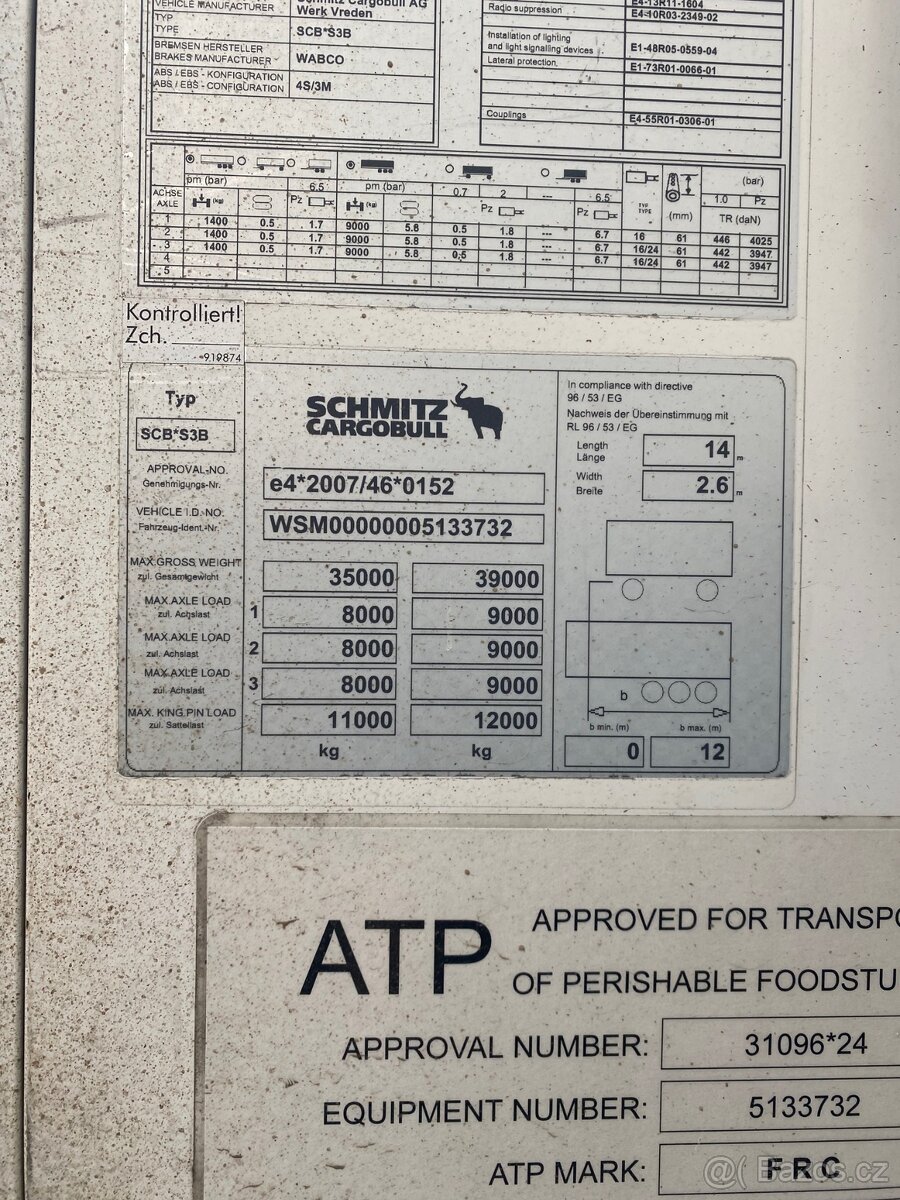 VEHICLE MANUFACTURER
Schmitz Cargobull AG
Werk Vreden
TYP
TYPE
SCB*S3B
BREMSEN HERSTELLER
BRAKES MANUFACTURER
WABCO
ABS / EBS - KONFIGURATION
ABS / EBS - CONFIGURATION
4S/3M
E4-13R11-1604
Radio suppression
E4-10R03-2349-02
Installation of lighting
and light signalling devices
E1-48R05-0559-04
Lateral protection
E1-73R01-0066-01
Couplings
E4-55R01-0306-01
pm (bar) 6.5 pm (bar) 0.7 2 --- 6.5 (bar)
ACHSE
AXLE
(kg) Pz (kg) Pz Pz TYP TYPE (mm) 1.0 Pz
TR (daN)
1 1400 0.5 1.7 9000 5.8 0.5 1.8 --- 6.7 16 61 446 4025
2 1400 0.5 1.7 9000 5.8 0.5 1.8 --- 6.7 16/24 61 442 3947
3 1400 0.5 1.7 9000 5.8 0.5 1.8 --- 6.7 16/24 61 442 3947
4
5
Kontrolliert!
Zch.
919874
Typ
SCB*S3B
SCHMITZ
CARGOBULL
In compliance with directive
96 / 53 / EG
Nachweis der Übereinstimmung mit
RL 96 / 53 / EG
Length
Länge
14 m
Width
Breite
2.6 m
APPROVAL-NO.
Genehmigungs-Nr.
e4*2007/46*0152
VEHICLE I.D.-NO.
Fahrzeug-Ident.-Nr.
WSM00000005133732
MAX.GROSS WEIGHT
zul. Gesamtgewicht
35000 39000
MAX.AXLE LOAD
zul. Achslast
1 8000 9000
MAX.AXLE LOAD
zul. Achslast
2 8000 9000
MAX.AXLE LOAD
zul. Achslast
3 8000 9000
MAX. KING PIN LOAD
zul. Sattellast
11000 12000
kg kg
b
b min. (m) b max. (m)
0 12
ATP
APPROVED FOR TRANSPO
OF PERISHABLE FOODSTU
APPROVAL NUMBER: 31096*24
EQUIPMENT NUMBER: 5133732
ATP MARK: FRC
@( Bazos.cz